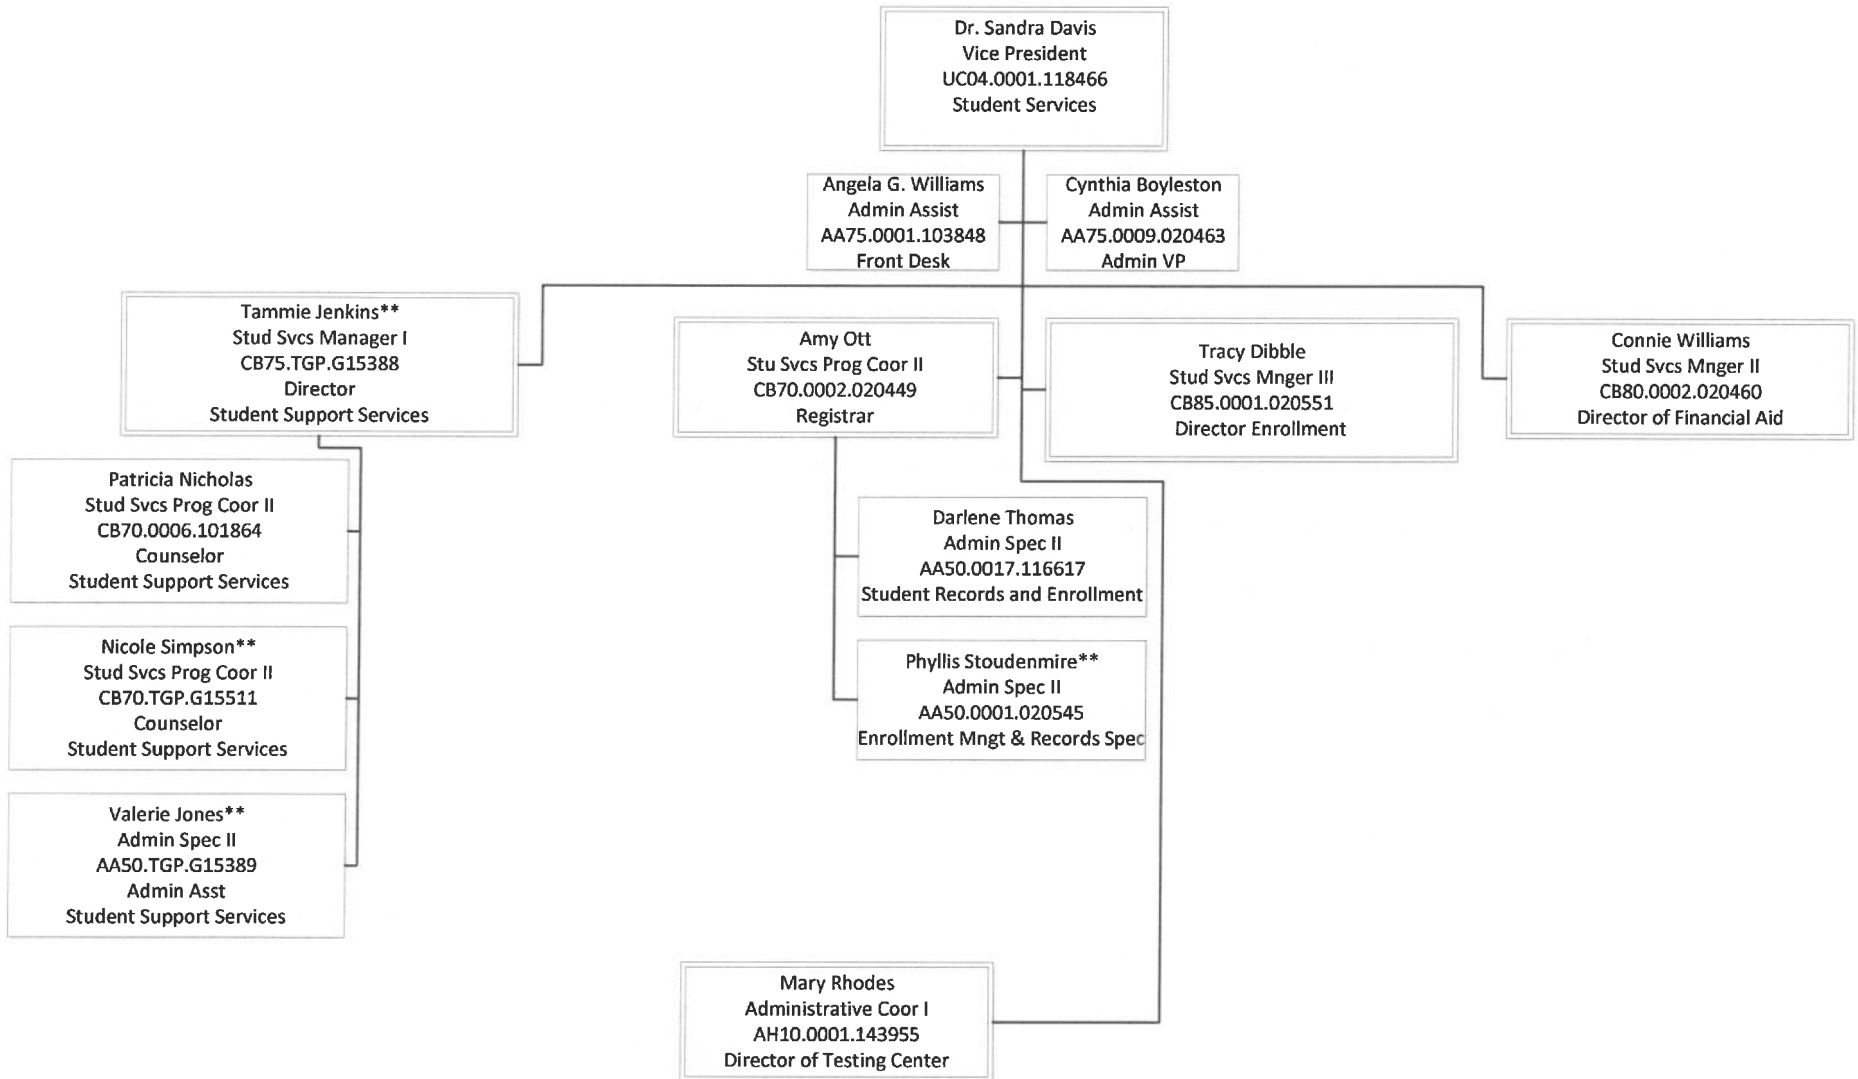 Dr. Sandra Davis
Vice President
UC04.0001.118466
Student Services
Angela G. Williams
Admin Assist
AA75.0001.103848
Front Desk
Cynthia Boyleston
Admin Assist
AA75.0009.020463
Admin VP
Tammie Jenkins**
Stud Svcs Manager I
CB75.TGP.G15388
Director
Student Support Services
Amy Ott
Stu Svcs Prog Coor II
CB70.0002.020449
Registrar
Tracy Dibble
Stud Svcs Mnger III
CB85.0001.020551
Director Enrollment
Connie Williams
Stud Svcs Mnger II
CB80.0002.020460
Director of Financial Aid
Patricia Nicholas
Stud Svcs Prog Coor II
CB70.0006.101864
Counselor
Student Support Services
Nicole Simpson**
Stud Svcs Prog Coor II
CB70.TGP.G15511
Counselor
Student Support Services
Valerie Jones**
Admin Spec II
AA50.TGP.G15389
Admin Asst
Student Support Services
Darlene Thomas
Admin Spec II
AA50.0017.116617
Student Records and Enrollment
Phyllis Stoudenmire**
Admin Spec II
AA50.0001.020545
Enrollment Mngt & Records Spec
Mary Rhodes
Administrative Coor I
AH10.0001.143955
Director of Testing Center